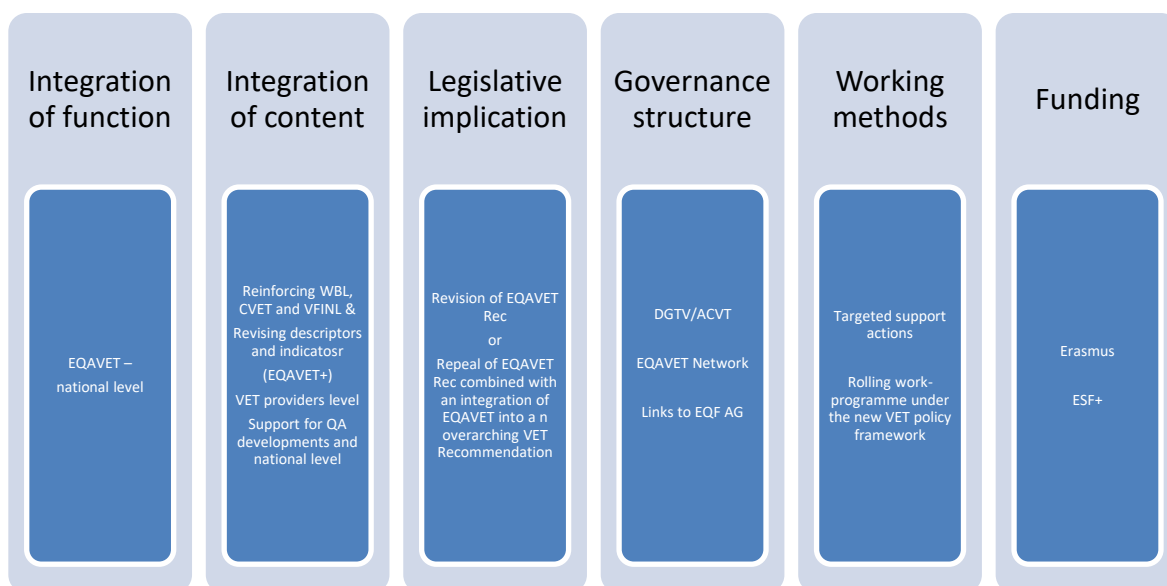 Integration
of function
EQAVET –
national level
Integration
of content
Reinforcing WBL,
CVET and VFINL &
Revising descriptors
and indicatosr
(EQAVET+)
VET providers level
Support for QA
developments and
national level
Legislative
implication
Revision of EQAVET
Rec
or
Repeal of EQAVET
Rec combined with
an integration of
EQAVET into a n
overarching VET
Recommendation
Governance
structure
DGTV/ACVT
EQAVET Network
Links to EQF AG
Working
methods
Targeted support
actions
Rolling work-
programme under
the new VET policy
framework
Funding
Erasmus
ESF+